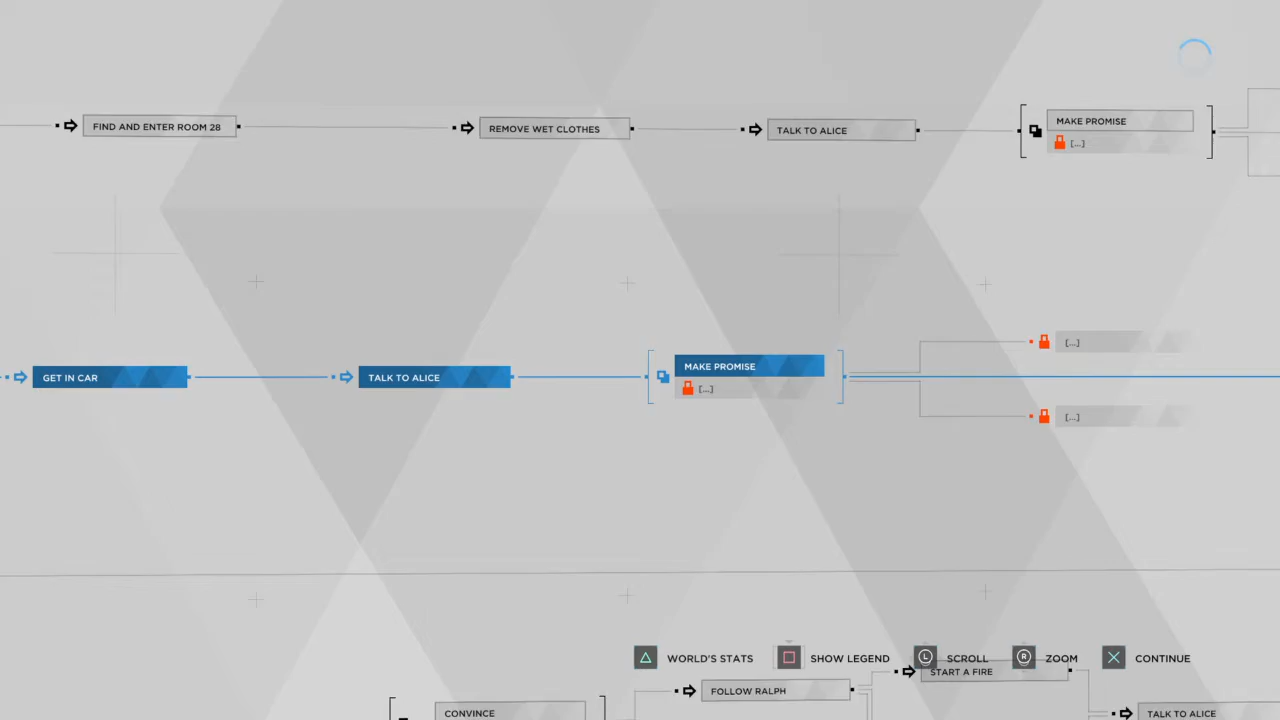 FIND AND ENTER ROOM 28
REMOVE WET CLOTHES
TALK TO ALICE
MAKE PROMISE
[...]
GET IN CAR
TALK TO ALICE
MAKE PROMISE
[...]
[...]
[...]
WORLD'S STATS
SHOW LEGEND
L
SCROLL
R
ZOOM
CONTINUE
START A FIRE
FOLLOW RALPH
CONVINCE
TALK TO ALICE